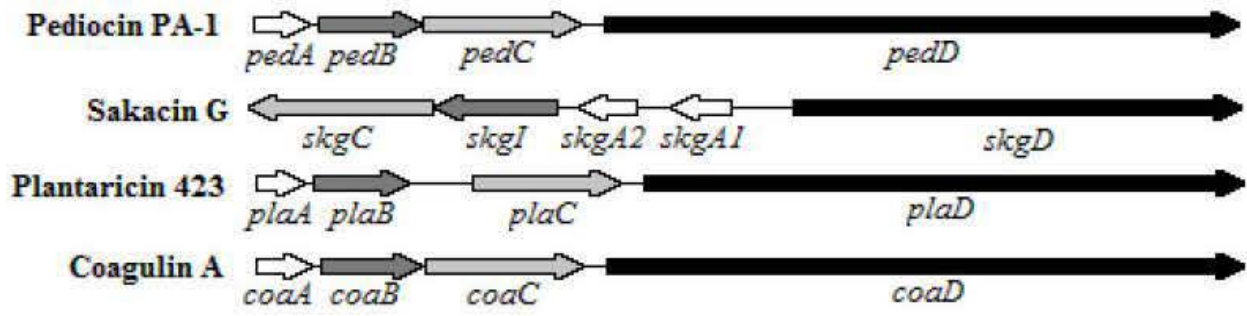 Pediocin PA-1
pedA pedB pedC pedD
Sakacin G
skgC skgI skgA2 skgA1 skgD
Plantaricin 423
plaA plaB plaC plaD
Coagulin A
coaA coaB coaC coaD